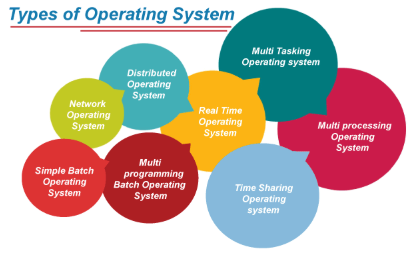 Types of Operating System
Multi Tasking
Operating system
Distributed
Operating
System
Network
Operating
System
Real Time
Operating
System
Multi processing
Operating
System
Simple Batch
Operating
System
Multi
programming
Batch Operating
System
Time Sharing
Operating
system